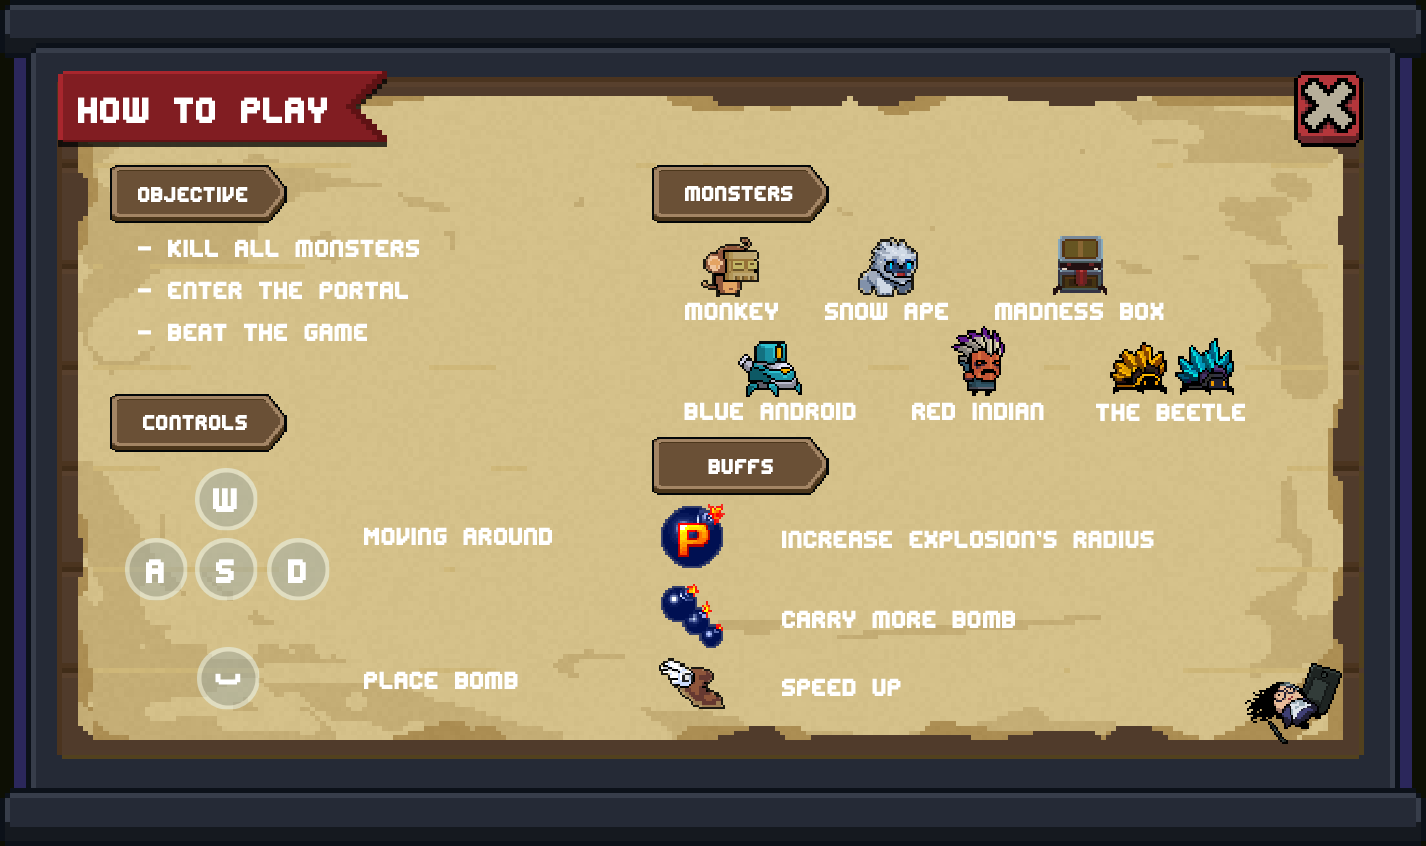 HOW TO PLAY
OBJECTIVE
- KILL ALL MONSTERS
- ENTER THE PORTAL
- BEAT THE GAME
CONTROLS
W
A S D
MOVING AROUND
PLACE BOMB
MONSTERS
MONKEY SNOW APE MADNESS BOX
BLUE ANDROID RED INDIAN THE BEETLE
BUFFS
P
INCREASE EXPLOSION'S RADIUS
CARRY MORE BOMB
SPEED UP